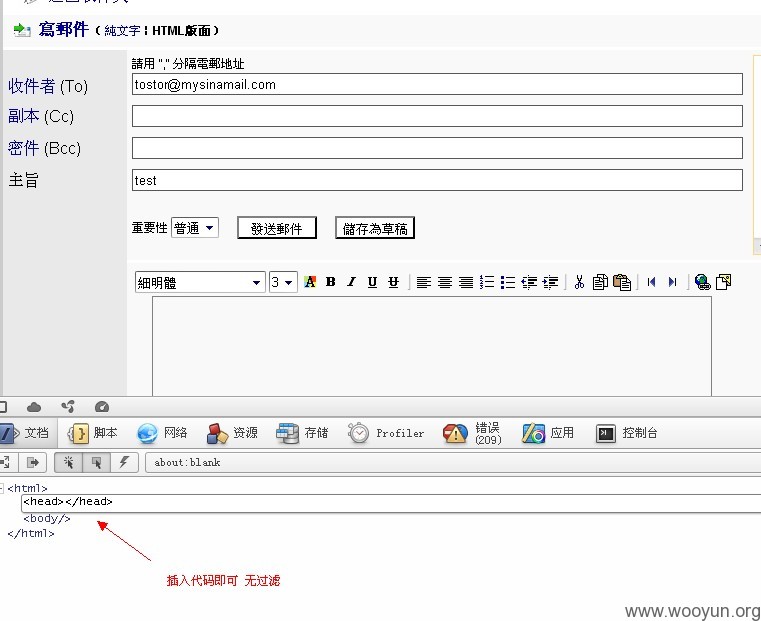 寫郵件 ( 純文字 ¦ HTML版面 )
請用 "," 分隔電郵地址
收件者 (To) tostor@mysinamail.com
副本 (Cc)
密件 (Bcc)
主旨 test
重要性 普通 發送郵件 儲存為草稿
細明體 3 A B I U U
文档 脚本 网络 资源 存储 Profiler 错误 (209) 应用 控制台
about:blank
<html>
<head></head>
<body/>
</html>
插入代码即可 无过滤
www.wooyun.org